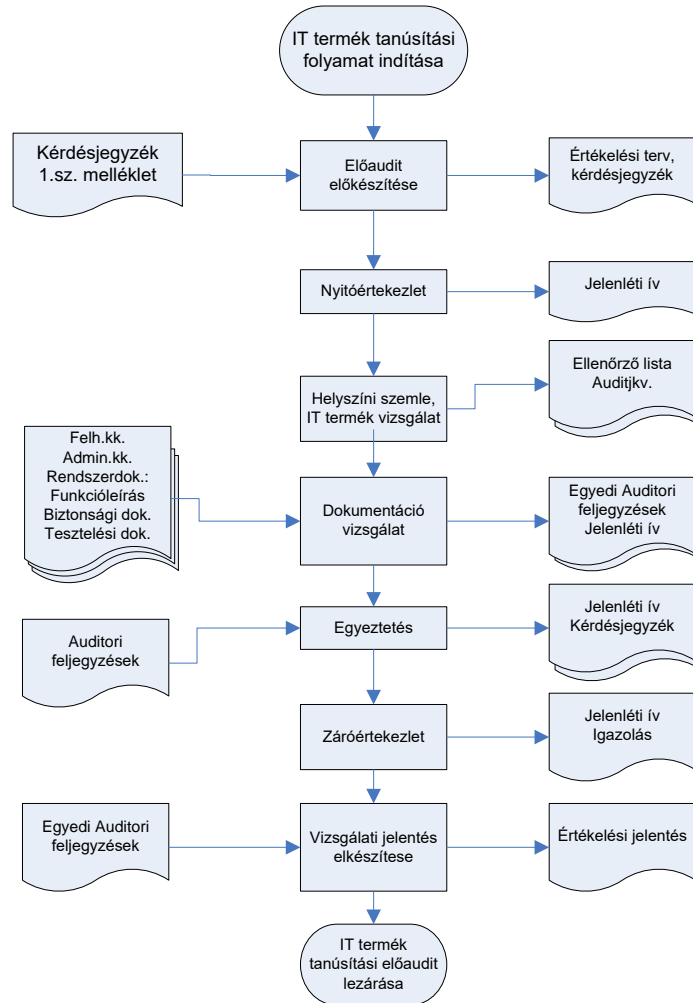 IT termék tanúsítási
folyamat indítása
Kérdésjegyzék
1.sz. melléklet
Előaudit
előkészítése
Értékelési terv,
kérdésjegyzék
Nyitóértekezlet
Jelenléti ív
Helyszíni szemle,
IT termék vizsgálat
Ellenőrző lista
Auditjkv.
Felh.kk.
Admin.kk.
Rendszerdok.:
Funkcióleírás
Biztonsági dok.
Tesztelési dok.
Dokumentáció
vizsgálat
Egyedi Auditori
feljegyzések
Jelenléti ív
Auditori
feljegyzések
Egyeztetés
Jelenléti ív
Kérdésjegyzék
Záróértekezlet
Jelenléti ív
Igazolás
Egyedi Auditori
feljegyzések
Vizsgálati jelentés
elkészítese
Értékelési jelentés
IT termék
tanúsítási előaudit
lezárása